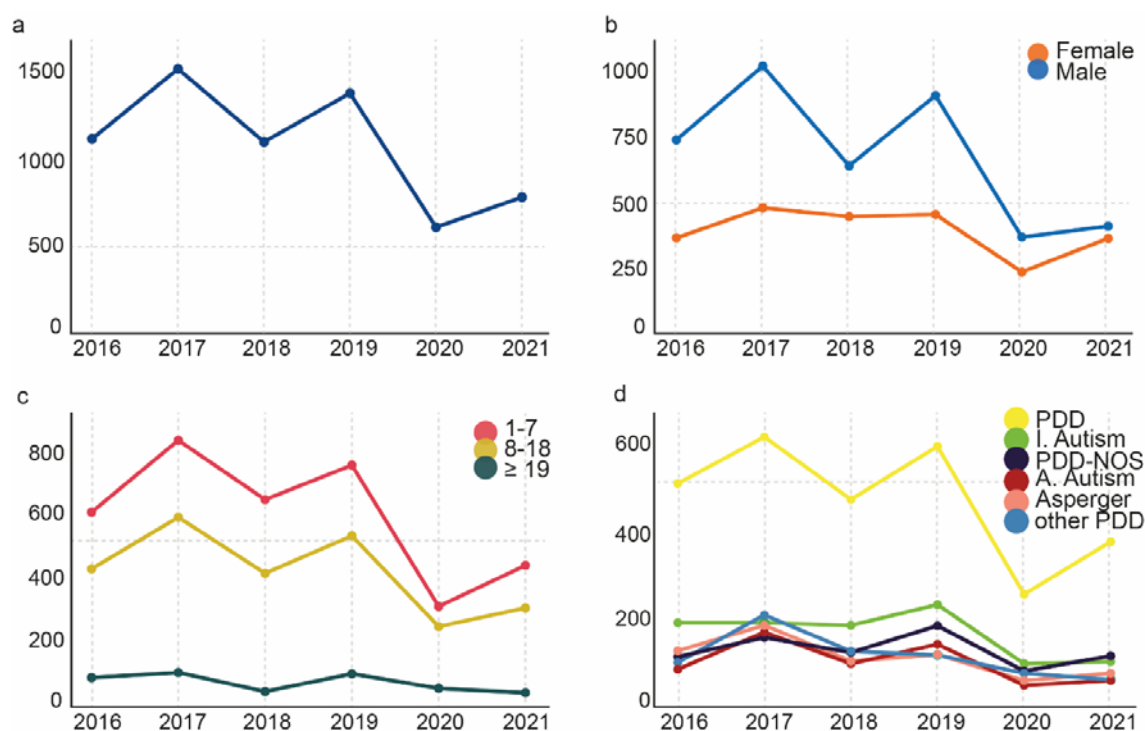 a
1500
1000
500
0
2016 2017 2018 2019 2020 2021
b
Female
Male
1000
750
500
250
0
2016 2017 2018 2019 2020 2021
c
1-7
8-18
≥ 19
800
600
400
200
0
2016 2017 2018 2019 2020 2021
d
PDD
I. Autism
PDD-NOS
A. Autism
Asperger
other PDD
600
400
200
0
2016 2017 2018 2019 2020 2021